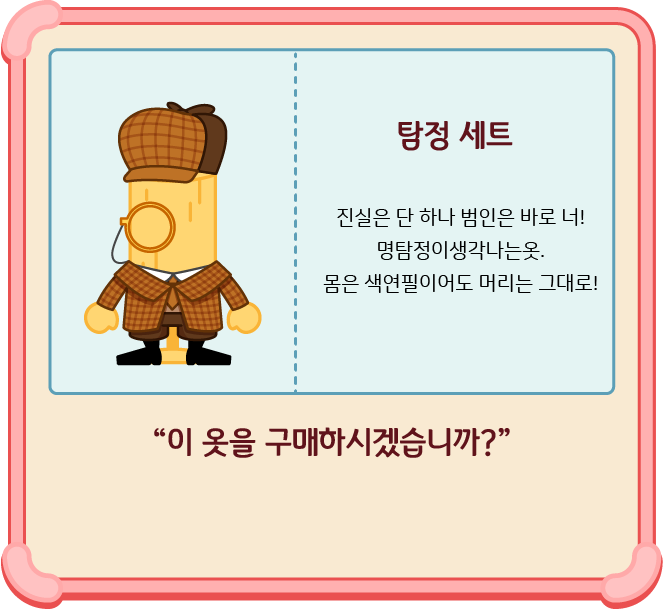 탐정 세트
진실은 단 하나 범인은 바로 너!
명탐정이생각나는옷.
몸은 색연필이어도 머리는 그대로!
“이 옷을 구매하시겠습니까?”